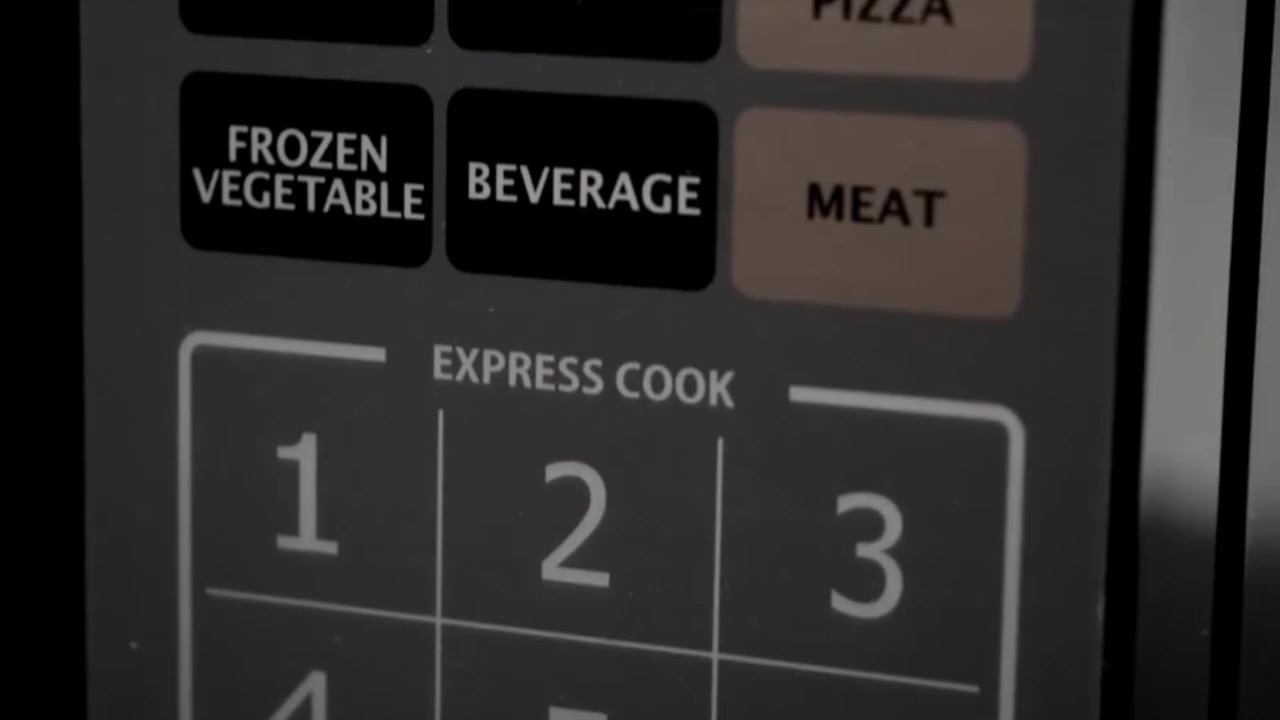 PIZZA
FROZEN
VEGETABLE
BEVERAGE
MEAT
EXPRESS COOK
1
2
3
4